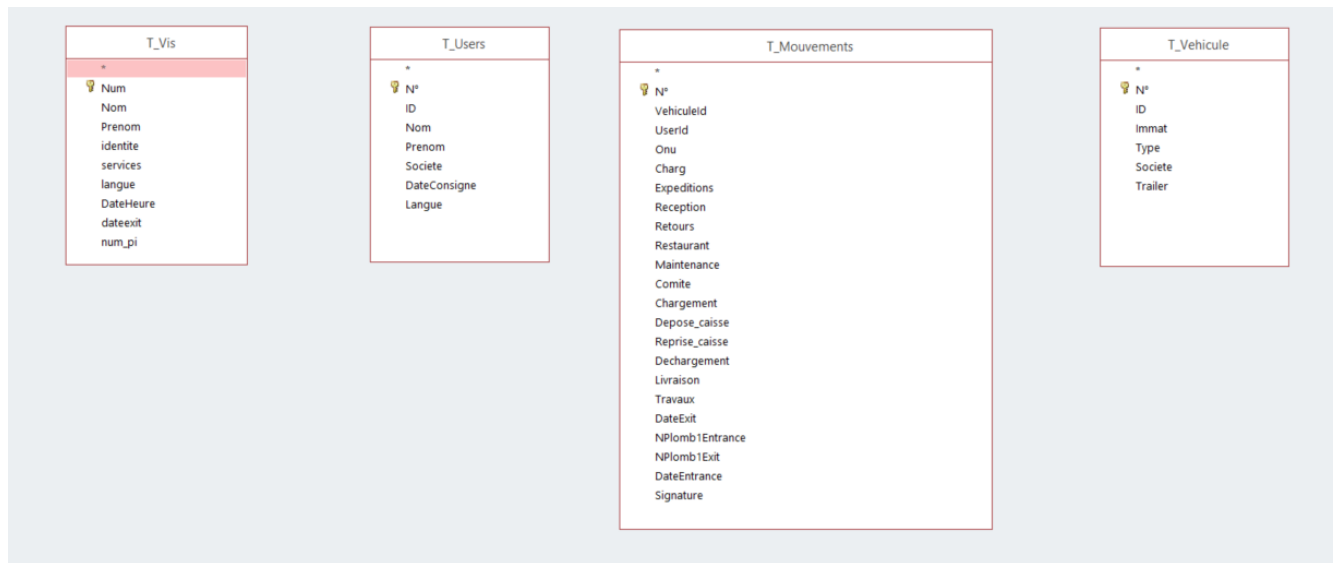 T_Vis
*
Num
Nom
Prenom
identite
services
langue
DateHeure
dateexit
num_pi
T_Users
*
N°
ID
Nom
Prenom
Societe
DateConsigne
Langue
T_Mouvements
*
N°
VehiculeId
UserId
Onu
Charg
Expeditions
Reception
Retours
Restaurant
Maintenance
Comite
Chargement
Depose_caisse
Reprise_caisse
Dechargement
Livraison
Travaux
DateExit
NPlomb1Entrance
NPlomb1Exit
DateEntrance
Signature
T_Vehicule
*
N°
ID
Immat
Type
Societe
Trailer